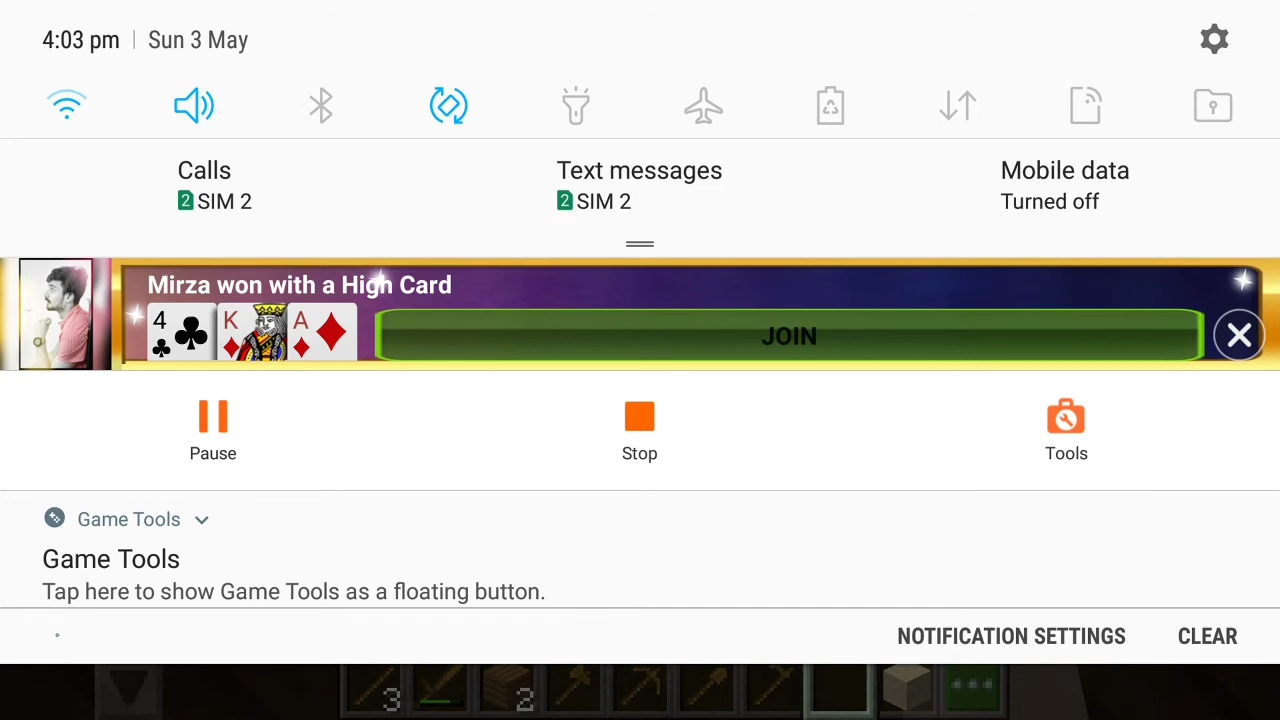 4:03 pm | Sun 3 May
Calls
2 SIM 2
Text messages
2 SIM 2
Mobile data
Turned off
Mirza won with a High Card
4 K A
JOIN
Pause
Stop
Tools
Game Tools
Game Tools
Tap here to show Game Tools as a floating button.
NOTIFICATION SETTINGS
CLEAR
3
2